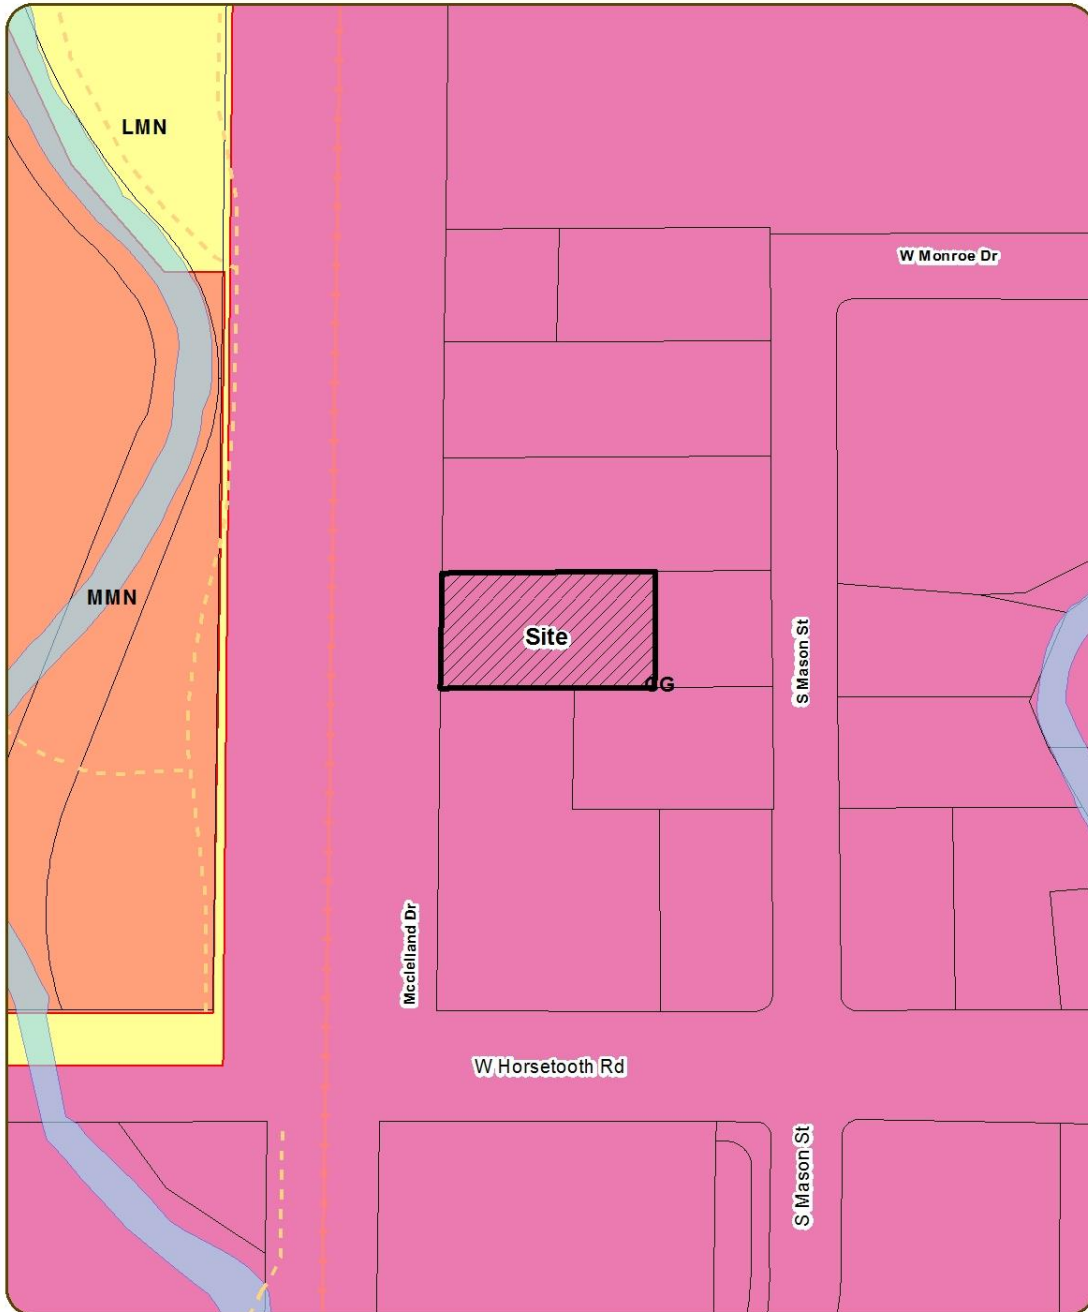 LMN
W Monroe Dr
MMN
Site
S Mason St
CG
Mcclelland Dr
W Horsetooth Rd
S Mason St